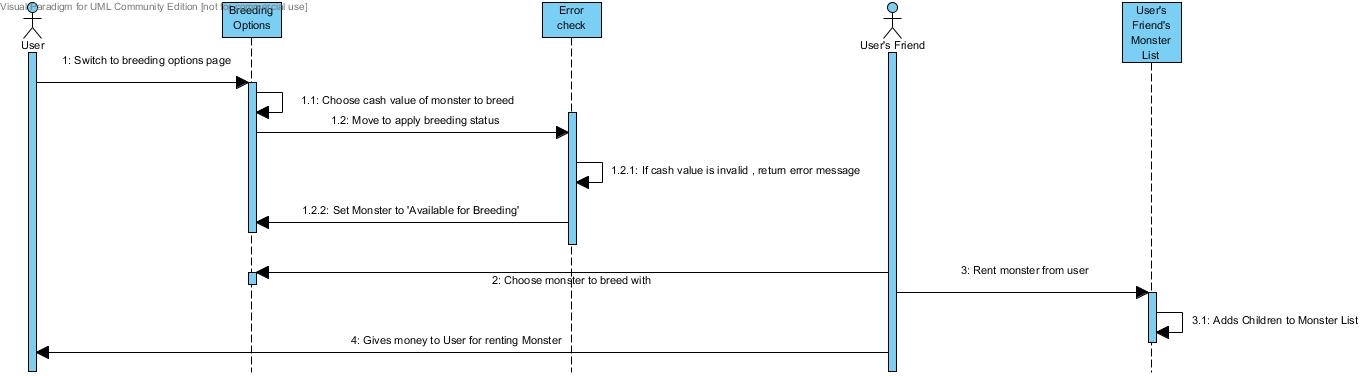 Visual Paradigm for UML Community Edition [not for commercial use]
User
Breeding
Options
Error
check
User's Friend
User's
Friend's
Monster
List
1: Switch to breeding options page
1.1: Choose cash value of monster to breed
1.2: Move to apply breeding status
1.2.1: If cash value is invalid , return error message
1.2.2: Set Monster to 'Available for Breeding'
2: Choose monster to breed with
3: Rent monster from user
3.1: Adds Children to Monster List
4: Gives money to User for renting Monster